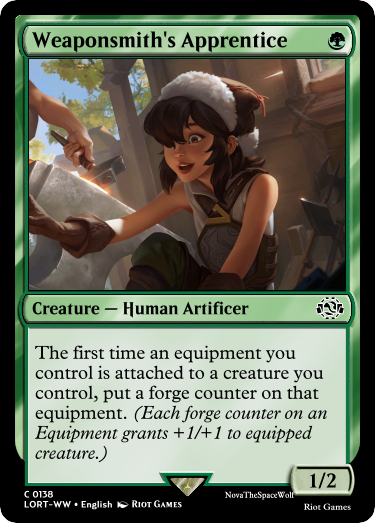 Weaponsmith's Apprentice
Creature — Human Artificer
The first time an equipment you
control is attached to a creature you
control, put a forge counter on that
equipment. (Each forge counter on an
Equipment grants +1/+1 to equipped
creature.)
1/2
C 0138
LORT-WW • English Riot Games
NovaTheSpaceWolf
Riot Games